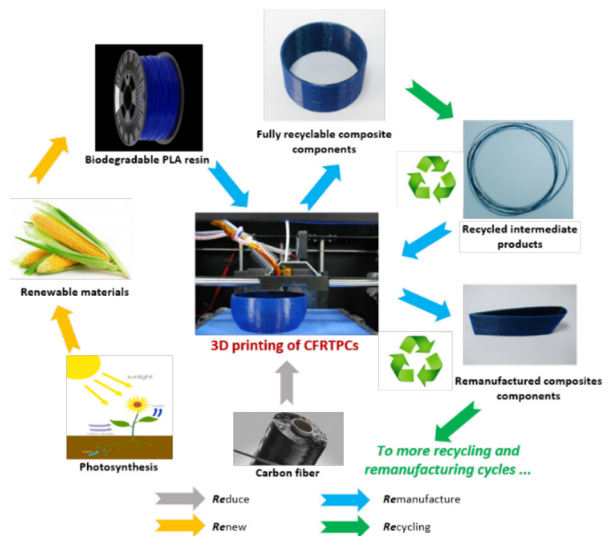 Biodegradable PLA resin
Fully recyclable composite
components
Recycled intermediate
products
Renewable materials
3D printing of CFRTPCs
Remanufactured composites
components
sunlight
Photosynthesis
Carbon fiber
To more recycling and
remanufacturing cycles ...
Reduce
Remanufacture
Renew
Recycling